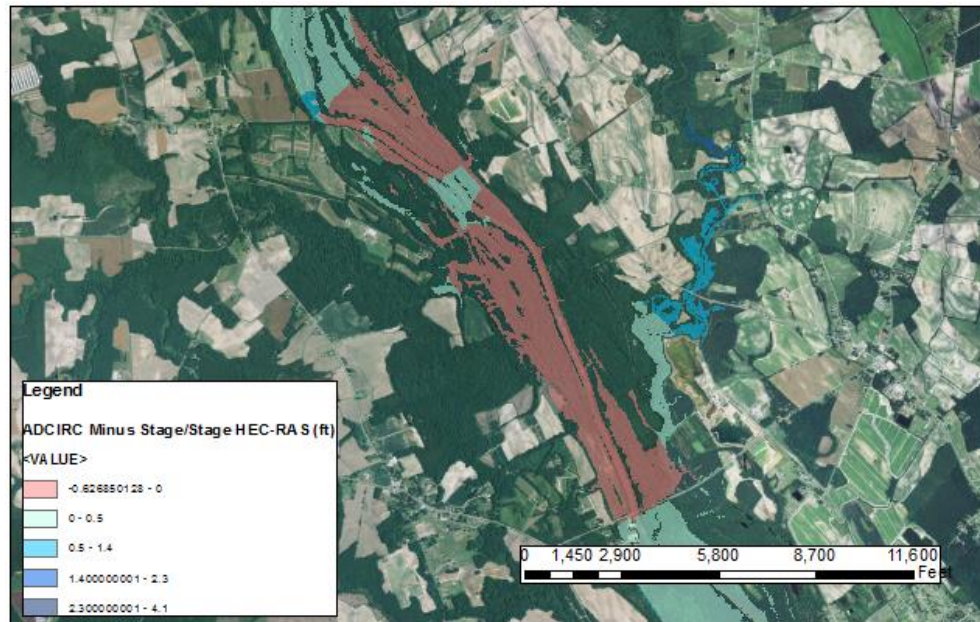 Legend
ADCIRC Minus Stage/Stage HEC-RAS (ft)
<VALUE>
-0.626850128 - 0
0 - 0.5
0.5 - 1.4
1.400000001 - 2.3
2.300000001 - 4.1
0 1,450 2,900 5,800 8,700 11,600
Feet